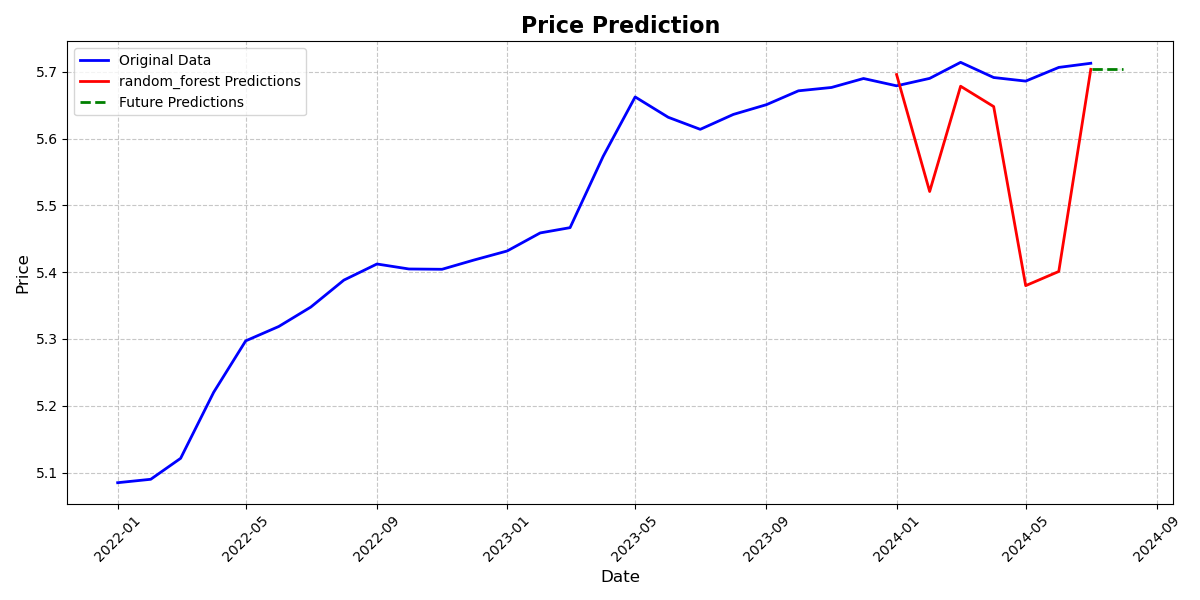 Price Prediction
Original Data
random_forest Predictions
Future Predictions
Price
5.7
5.6
5.5
5.4
5.3
5.2
5.1
2022-01
2022-05
2022-09
2023-01
2023-05
2023-09
2024-01
2024-05
2024-09
Date